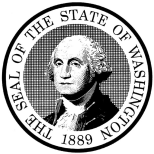 THE SEAL OF THE STATE OF WASHINGTON
1889